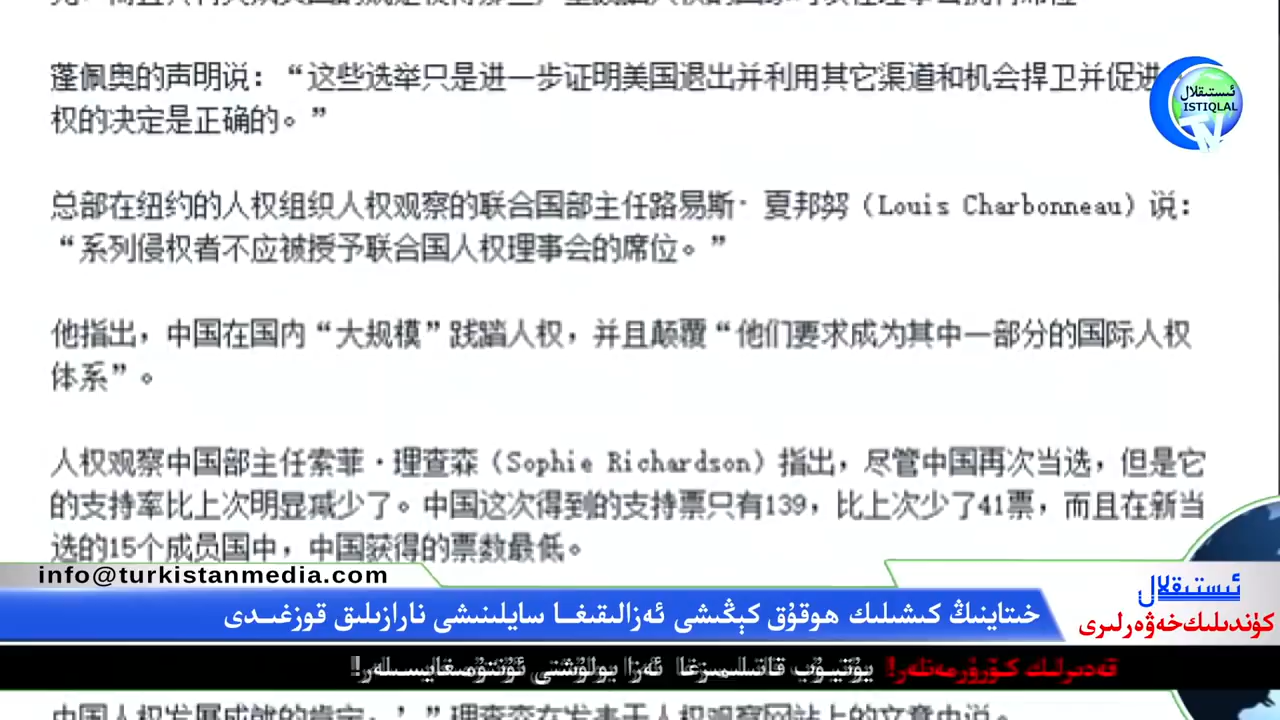 蓬佩奥的声明说：“这些选举只是进一步证明美国退出并利用其它渠道和机会捍卫并促进
权的决定是正确的。”
总部在纽约的人权组织人权观察的联合国部主任路易斯·夏邦努（Louis Charbonneau）说：
“系列侵权者不应被授予联合国人权理事会的席位。”
他指出，中国在国内“大规模”践踏人权，并且颠覆“他们要求成为其中一部分的国际人权
体系”。
人权观察中国部主任索菲·理查森（Sophie Richardson）指出，尽管中国再次当选，但是它
的支持率比上次明显减少了。中国这次得到的支持票只有139，比上次少了41票，而且在新当
选的15个成员国中，中国获得的票数最低。
ئىستىقلال
ISTIQLAL
TV
info@turkistanmedia.com
ئىستىقلال
كۈندىلىك خەۋەرلىرى
خىتاينىڭ كىشىلىك هوقۇق كېڭىشى ئەزالىقىغا سايلىنىشى نارازىلىق قوزغىدى
قەدىرلىك كۆرۈرمەنلەر! يۇتيۇب قانىلىمىزغا ئەزا بولۇشنى ئۇنتۇمىغايسىلەر!